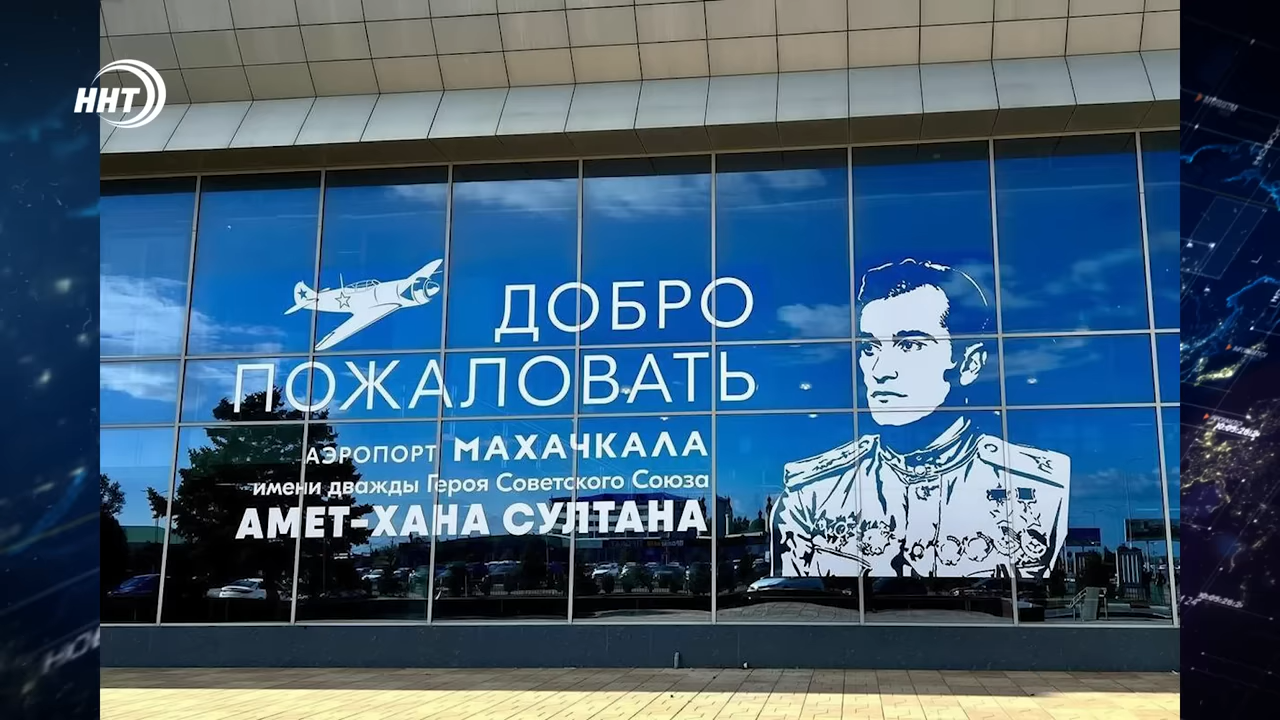 ННТ
ДОБРО
ПОЖАЛОВАТЬ
АЭРОПОРТ МАХАЧКАЛА
имени дважды Героя Советского Союза
АМЕТ-ХАНА СУЛТАНА